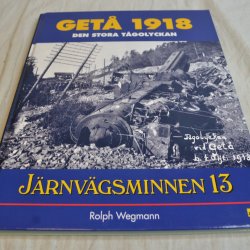 GETÅ 1918
DEN STORA TÅGOLYCKAN
Tågolyckan
vid Getå
d. 1 Okt. 1918
JÄRNVÄGSMINNEN 13
Rolph Wegmann